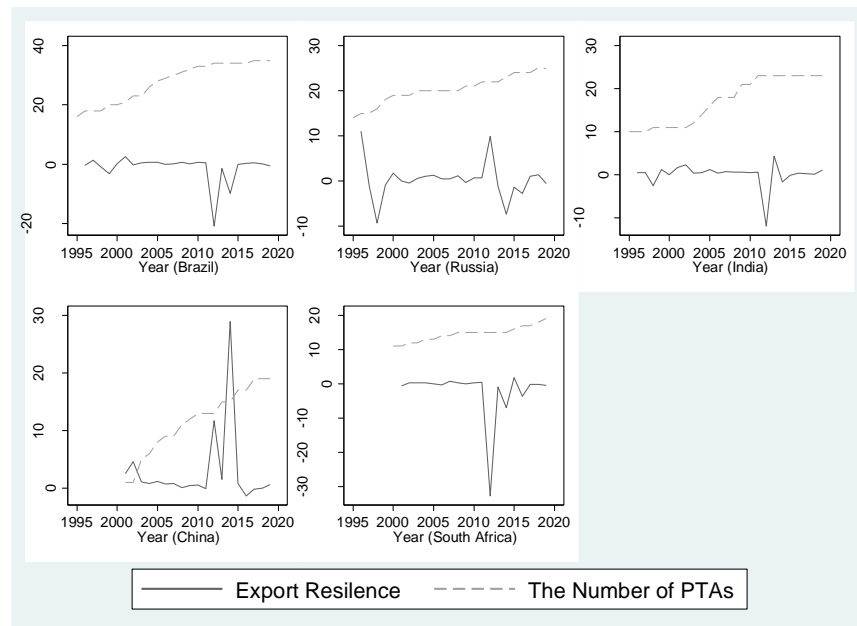 40
20
0
-20
1995 2000 2005 2010 2015 2020
Year (Brazil)
30
20
10
0
-10
1995 2000 2005 2010 2015 2020
Year (Russia)
30
20
10
0
-10
1995 2000 2005 2010 2015 2020
Year (India)
30
20
10
0
1995 2000 2005 2010 2015 2020
Year (China)
20
10
0
-10
-20
-30
1995 2000 2005 2010 2015 2020
Year (South Africa)
Export Resilence The Number of PTAs